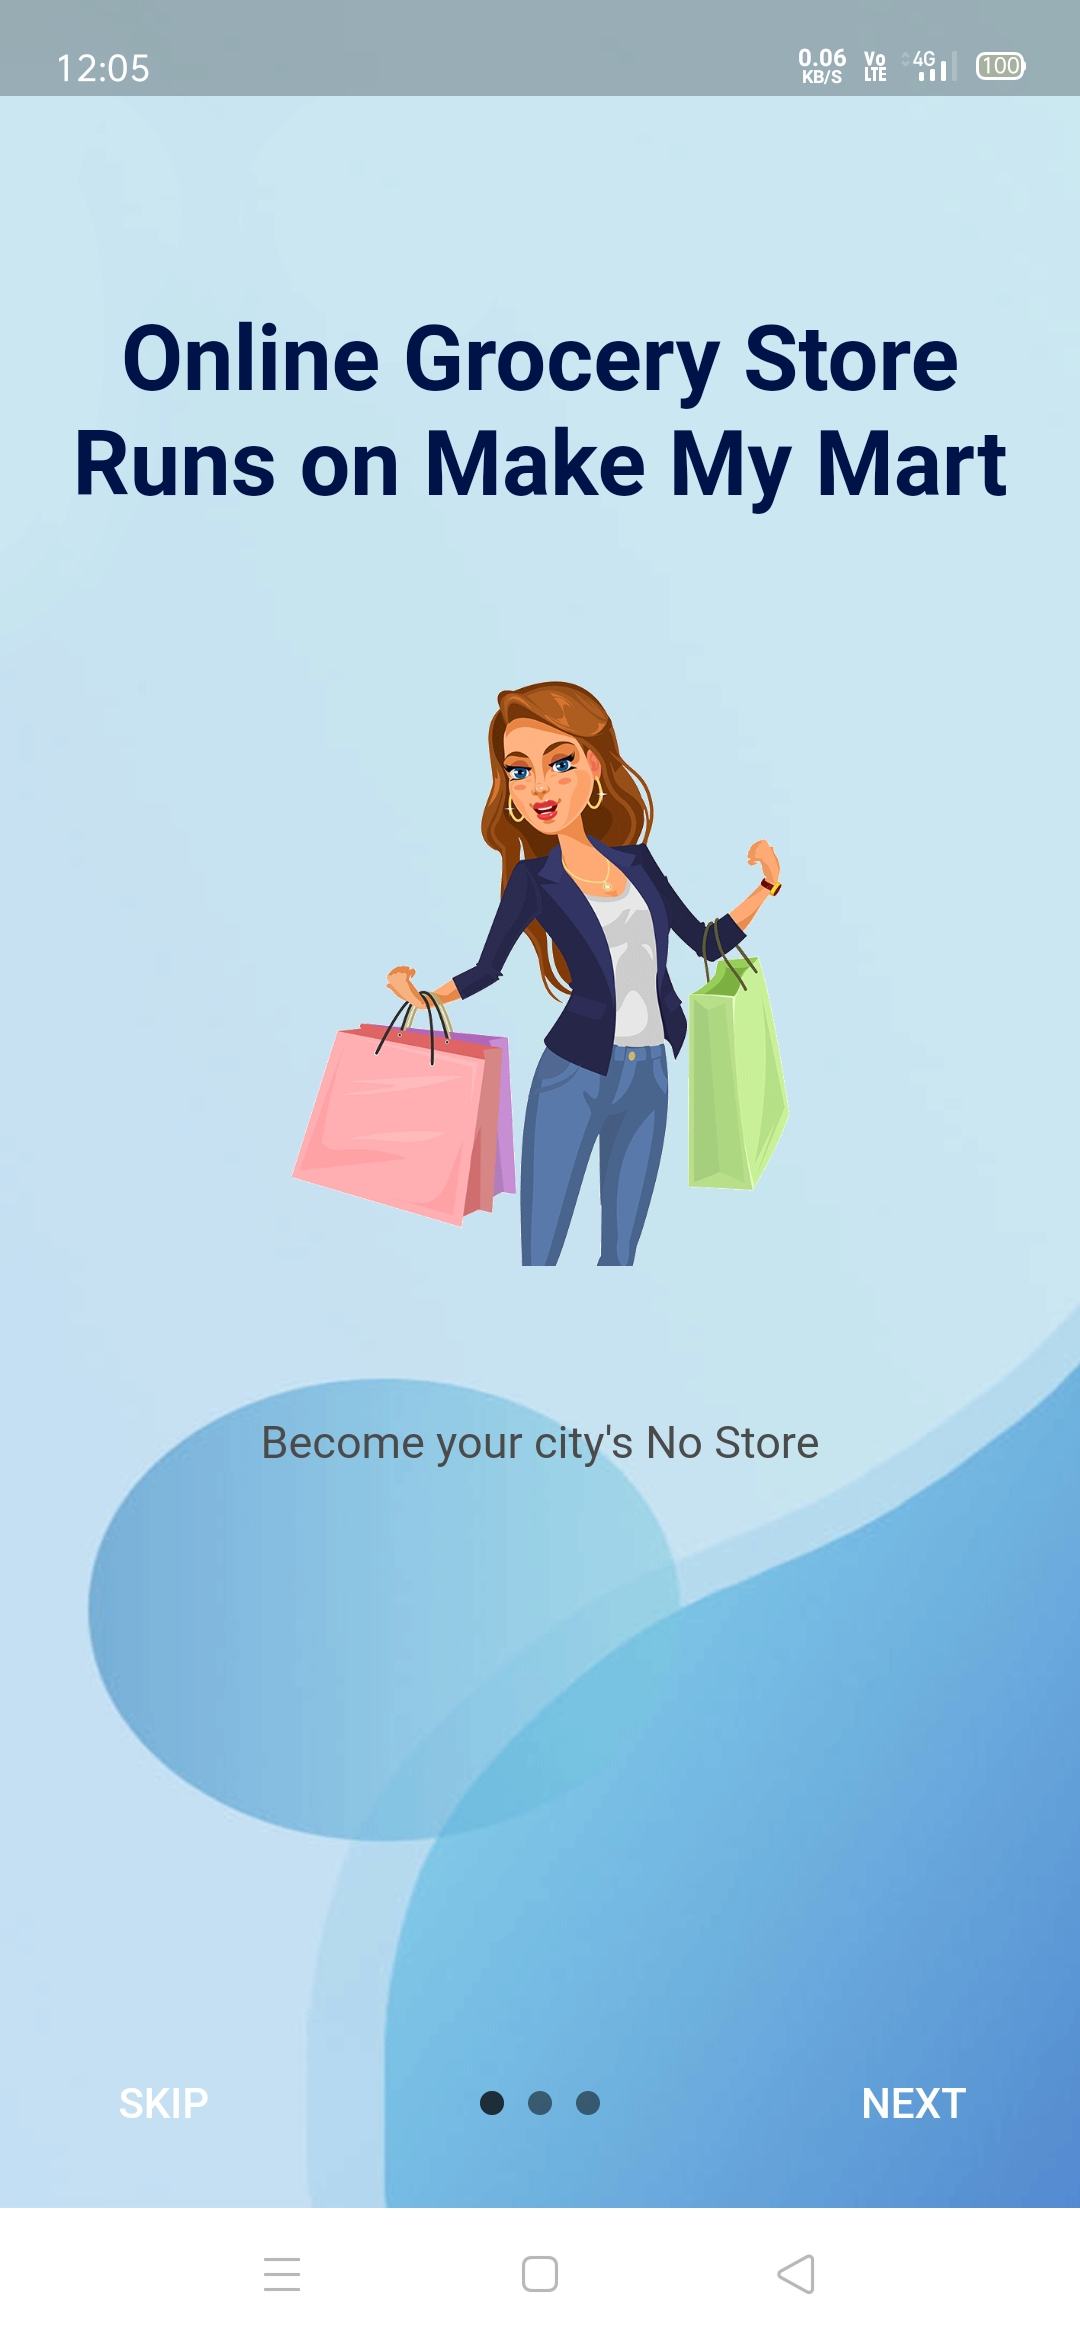 12:05
0.06
KB/S
Vo
LTE
4G
100
Online Grocery Store
Runs on Make My Mart
Become your city's No Store
SKIP
NEXT